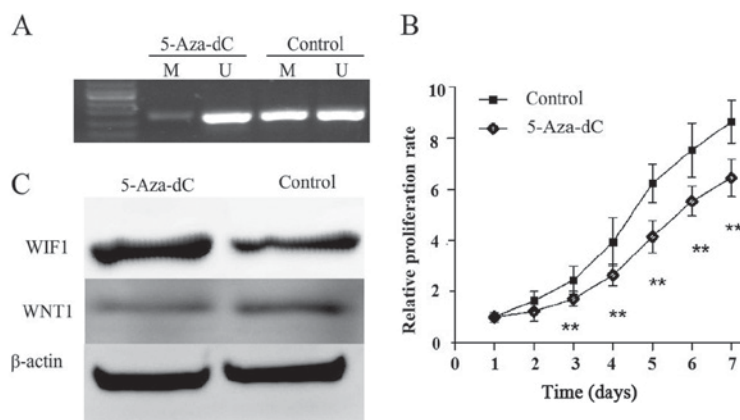 A
5-Aza-dC Control
M U M U
B
Relative proliferation rate
10
8
6
4
2
0
Control
5-Aza-dC
**
**
**
**
**
0 1 2 3 4 5 6 7
Time (days)
C
5-Aza-dC Control
WIF1
WNT1
β-actin